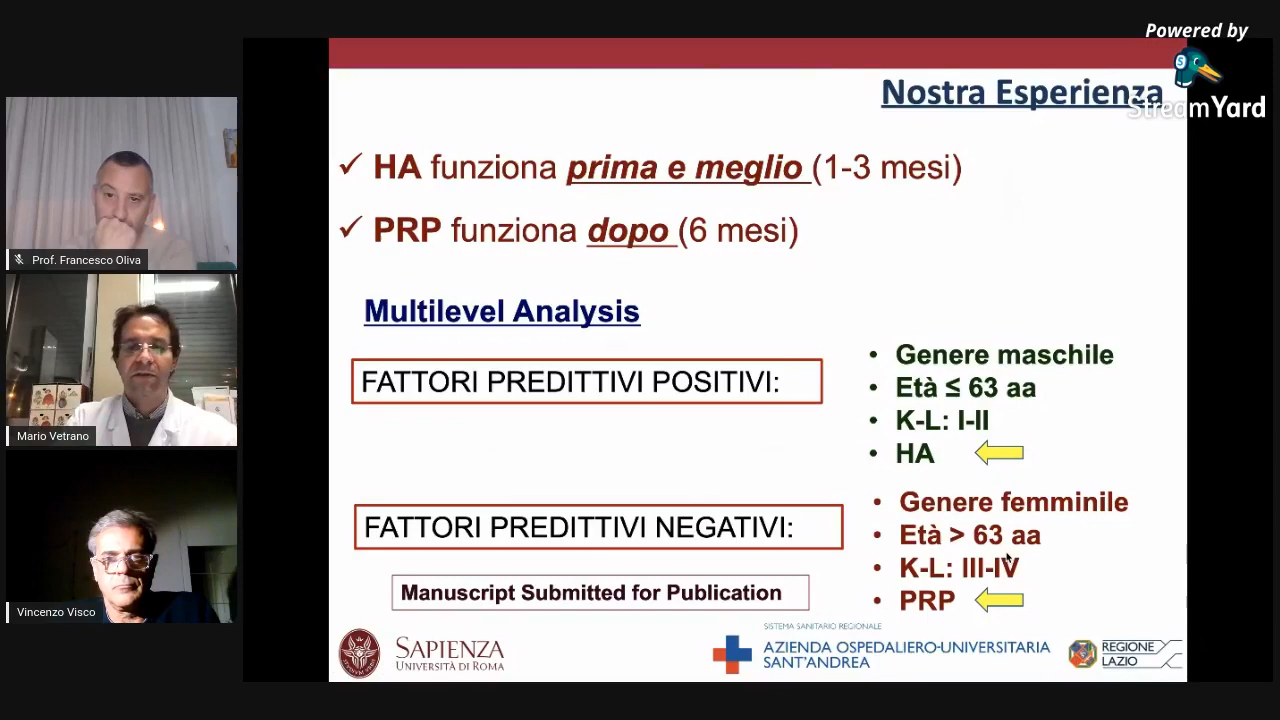 Powered by
StreamYard
Nostra Esperienza
✓ HA funziona prima e meglio (1-3 mesi)
✓ PRP funziona dopo (6 mesi)
Multilevel Analysis
FATTORI PREDITTIVI POSITIVI:
• Genere maschile
• Età ≤ 63 aa
• K-L: I-II
• HA
FATTORI PREDITTIVI NEGATIVI:
• Genere femminile
• Età > 63 aa
• K-L: III-IV
• PRP
Manuscript Submitted for Publication
SAPIENZA
UNIVERSITÀ DI ROMA
SISTEMA SANITARIO REGIONALE
AZIENDA OSPEDALIERO-UNIVERSITARIA
SANT'ANDREA
REGIONE
LAZIO
Prof. Francesco Oliva
Mario Vetrano
Vincenzo Visco